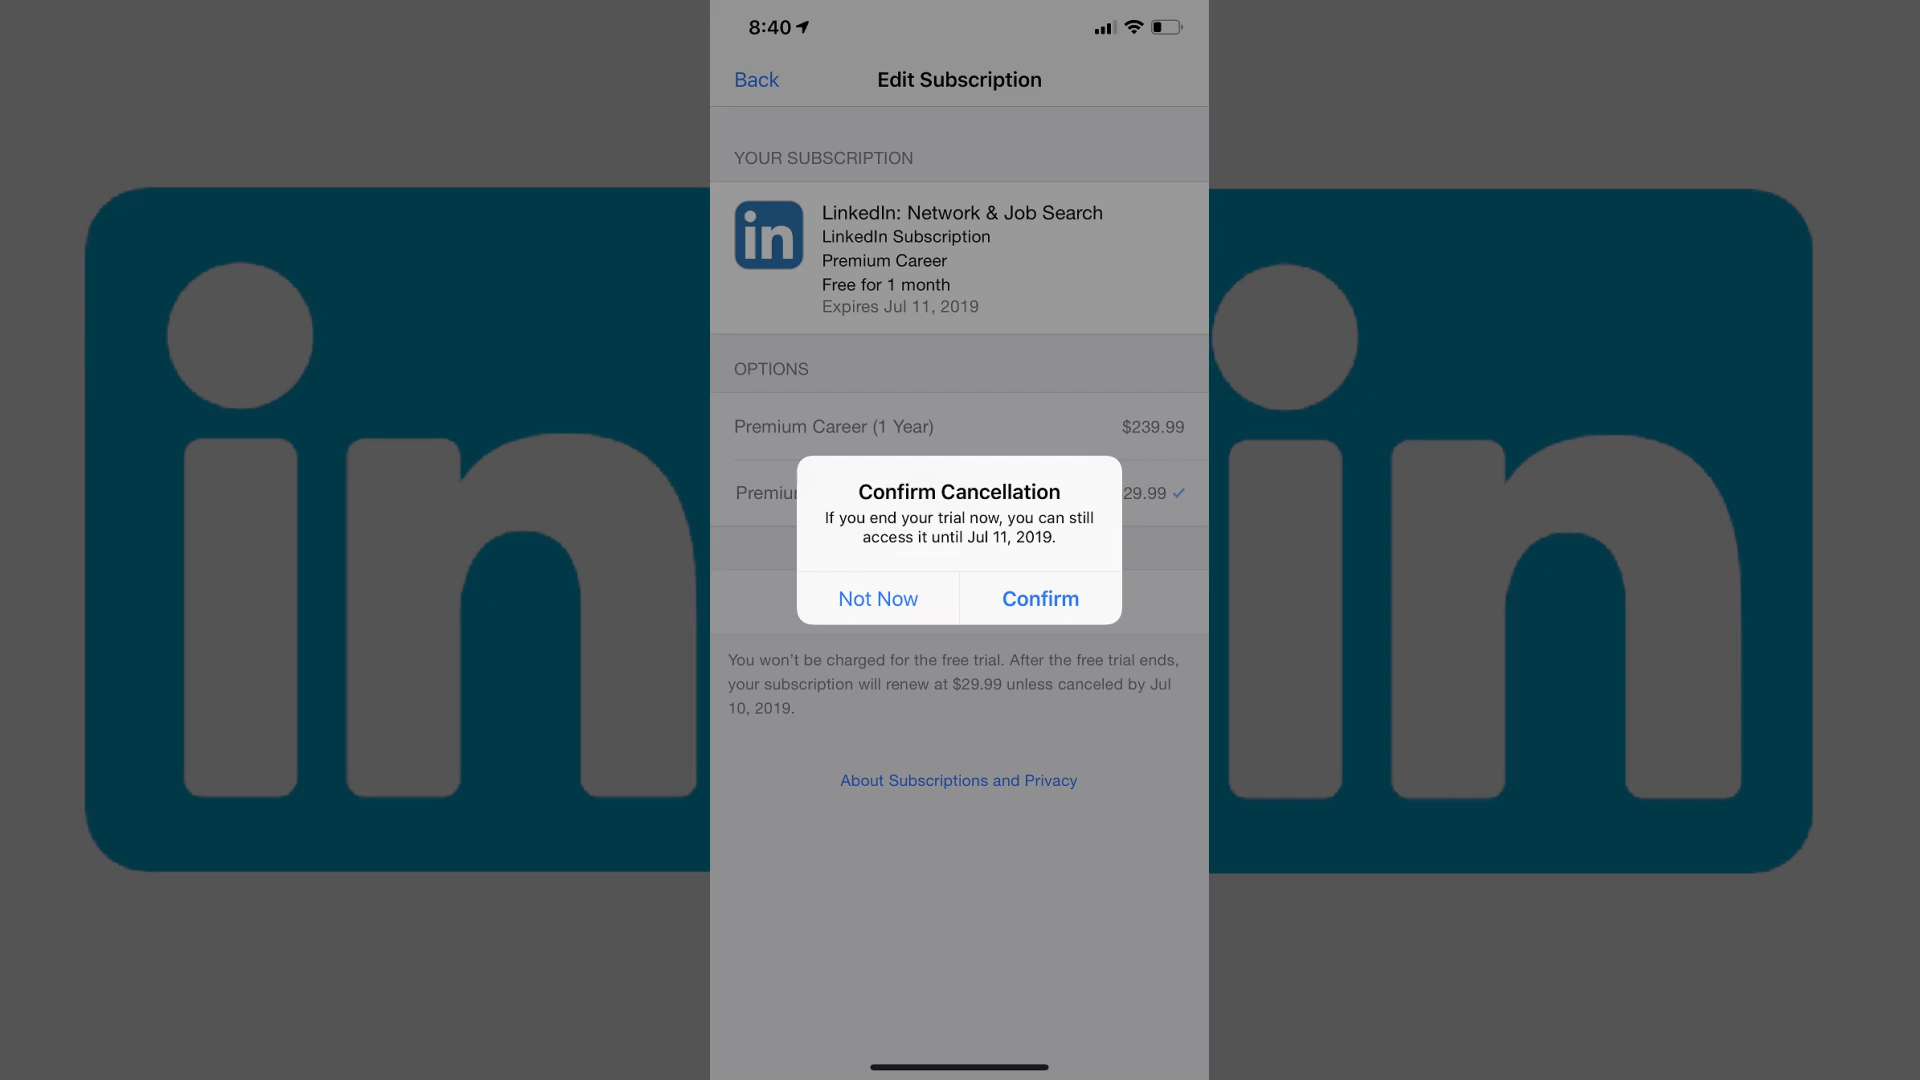 8:40
Back
Edit Subscription
YOUR SUBSCRIPTION
in
LinkedIn: Network & Job Search
LinkedIn Subscription
Premium Career
Free for 1 month
Expires Jul 11, 2019
OPTIONS
Premium Career (1 Year) $239.99
29.99
Confirm Cancellation
If you end your trial now, you can still
access it until Jul 11, 2019.
Not Now
Confirm
You won't be charged for the free trial. After the free trial ends,
your subscription will renew at $29.99 unless canceled by Jul
10, 2019.
About Subscriptions and Privacy
in
in